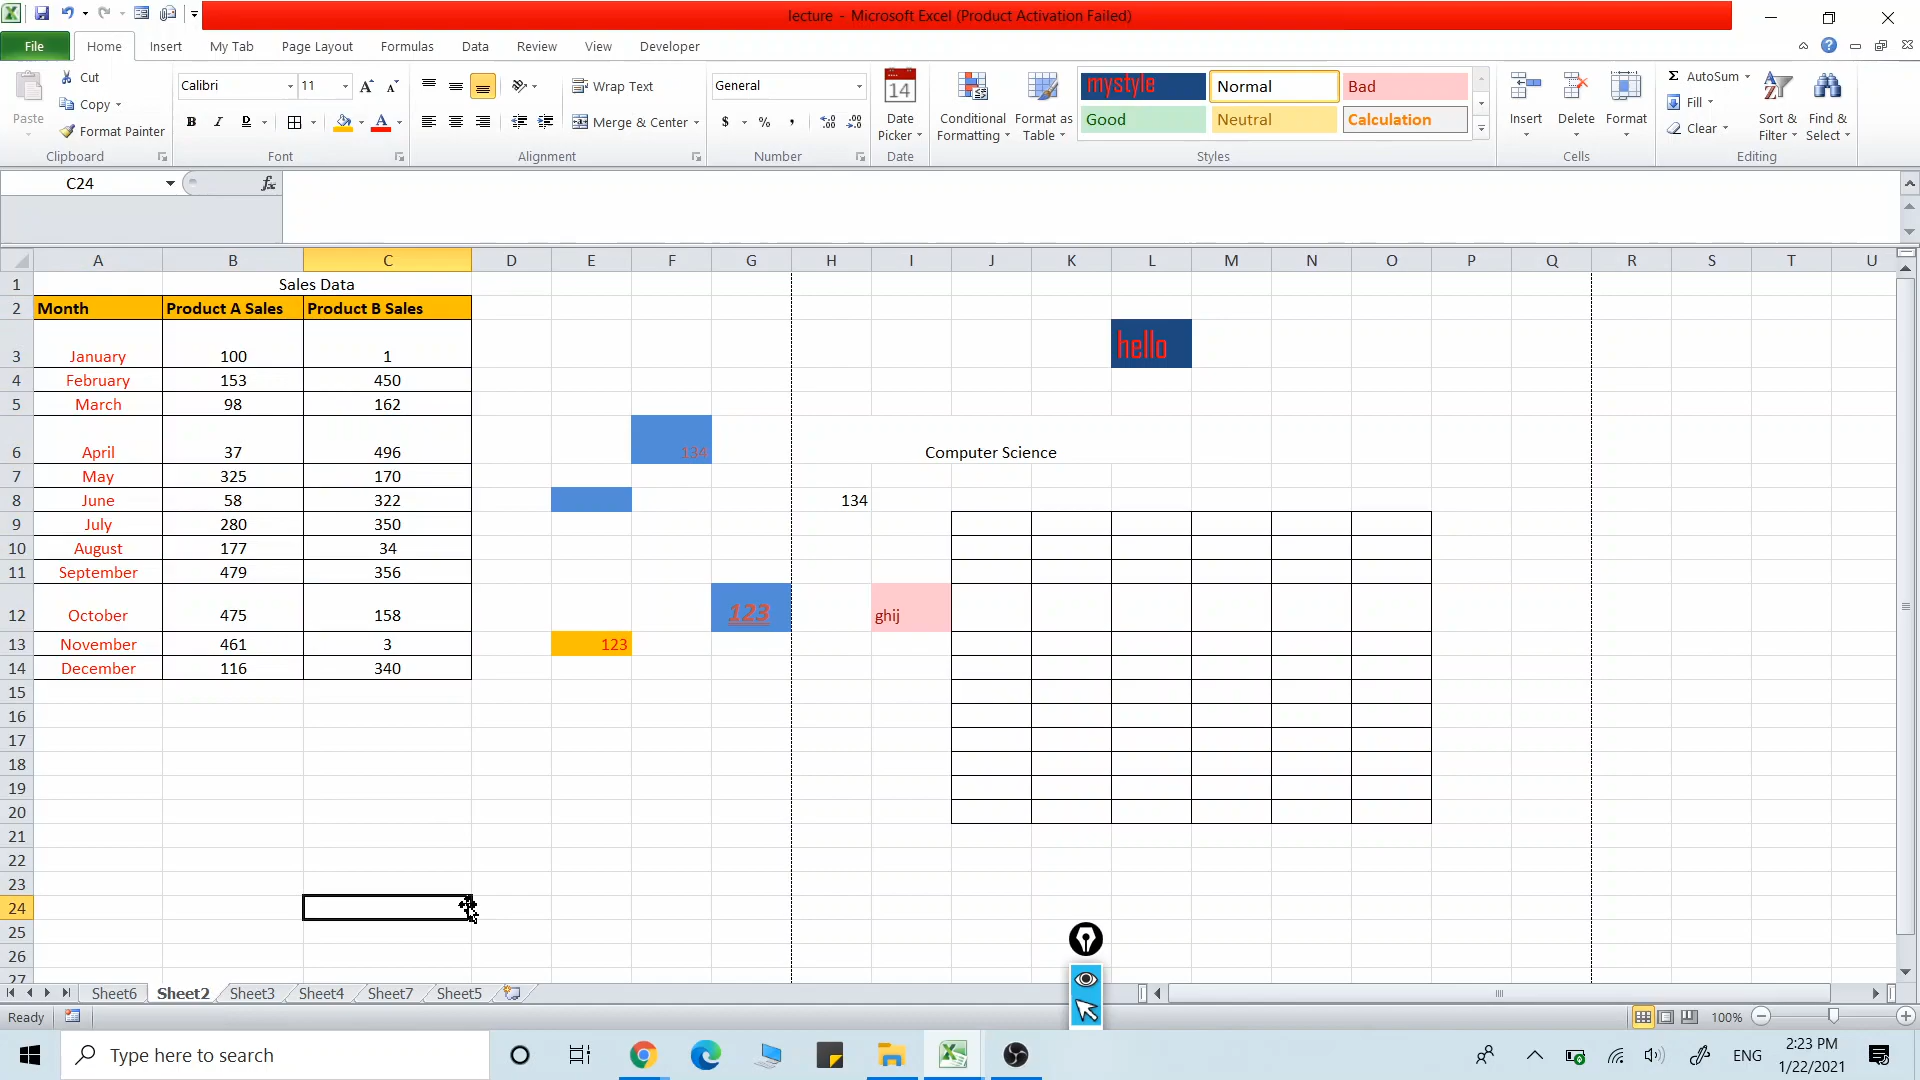 lecture - Microsoft Excel (Product Activation Failed)
File Home Insert My Tab Page Layout Formulas Data Review View Developer
Paste
Cut
Copy
Format Painter
Clipboard
Calibri 11
B I D
Font
Wrap Text
Merge & Center
Alignment
General
$ % ,
Number
14
Date Picker
Date
Conditional Formatting
Format as Table
mystyle Normal Bad
Good Neutral Calculation
Styles
Insert Delete Format
Cells
Σ AutoSum
Fill
Clear
Sort & Filter
Find & Select
Editing
C24 fx
A B C D E F G H I J K L M N O P Q R S T U
1 Sales Data
2 Month Product A Sales Product B Sales
3 January 100 1 hello
4 February 153 450
5 March 98 162
6 April 37 496 134 Computer Science
7 May 325 170
8 June 58 322 134
9 July 280 350
10 August 177 34
11 September 479 356
12 October 475 158 123 ghij
13 November 461 3 123
14 December 116 340
15
16
17
18
19
20
21
22
23
24
25
26
27
Sheet6 Sheet2 Sheet3 Sheet4 Sheet7 Sheet5
Ready 100%
Type here to search
ENG
2:23 PM
1/22/2021